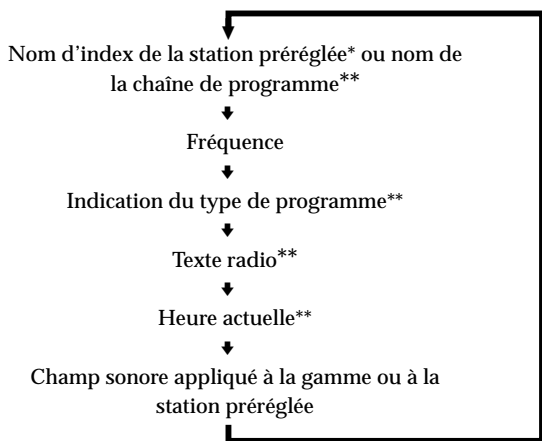 Nom d'index de la station préréglée* ou nom de
la chaîne de programme**
Fréquence
Indication du type de programme**
Texte radio**
Heure actuelle**
Champ sonore appliqué à la gamme ou à la
station préréglée